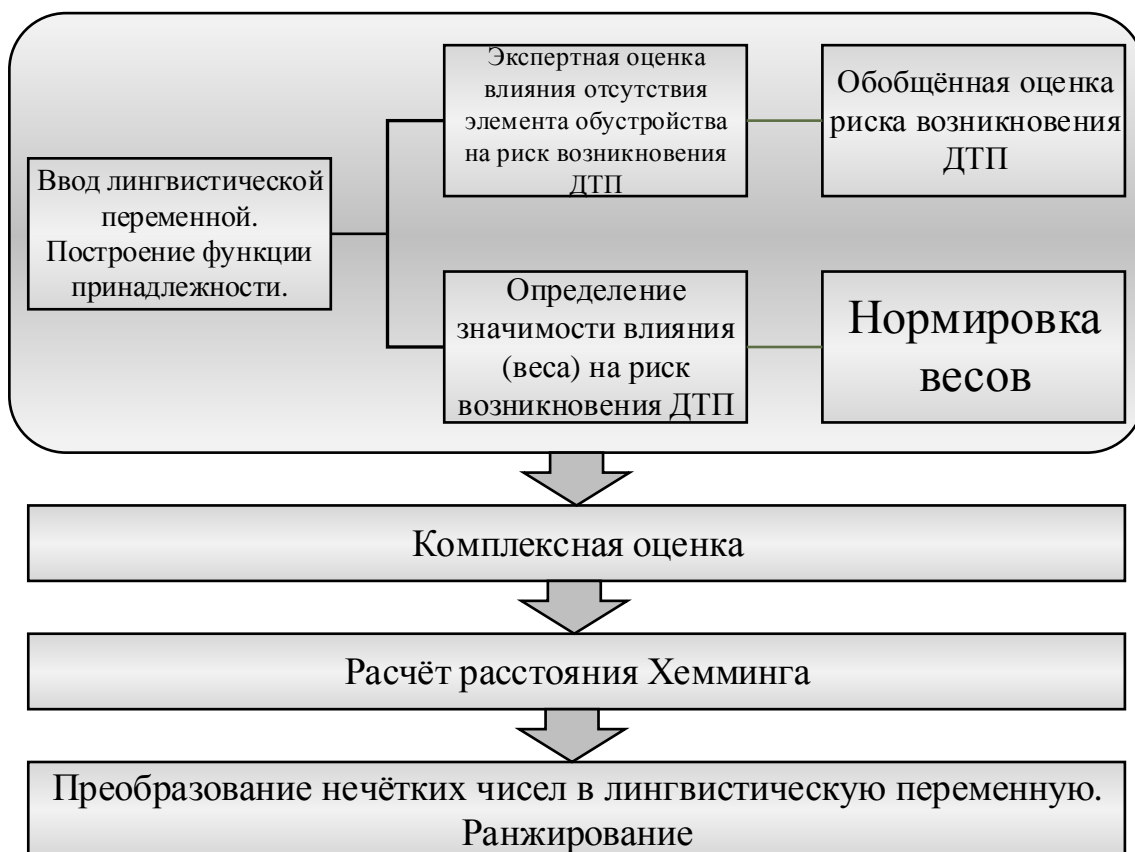 Ввод лингвистической
переменной.
Построение функции
принадлежности.
Экспертная оценка
влияния отсутствия
элемента обустройства
на риск возникновения
ДТП
Обобщённая оценка
риска возникновения
ДТП
Определение
значимости влияния
(веса) на риск
возникновения ДТП
Нормировка
весов
Комплексная оценка
Расчёт расстояния Хемминга
Преобразование нечётких чисел в лингвистическую переменную.
Ранжирование